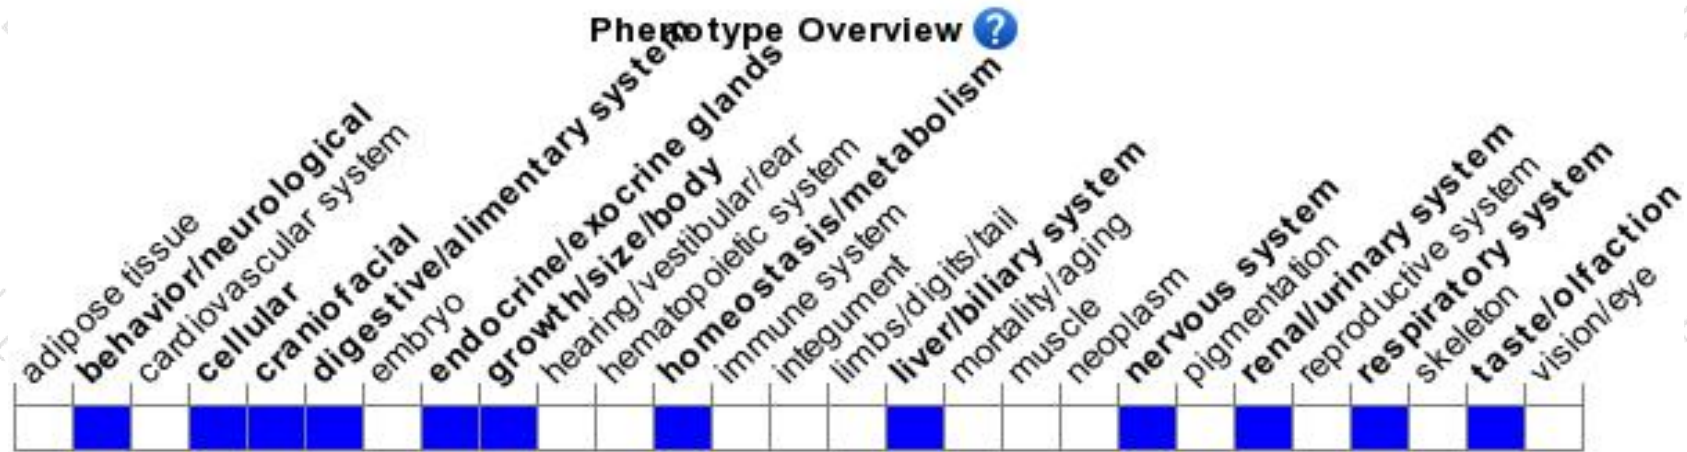 Phenotype Overview ?
adipose tissue
behavior/neurological
cardiovascular system
cellular
craniofacial
digestive/alimentary system
embryo
endocrine/exocrine glands
growth/size/body
hearing/vestibular/ear
hematopoietic system
homeostasis/metabolism
immune system
integument
limbs/digits/tail
liver/biliary system
mortality/aging
muscle
neoplasm
nervous system
pigmentation
renal/urinary system
reproductive system
respiratory system
skeleton
taste/olfaction
vision/eye